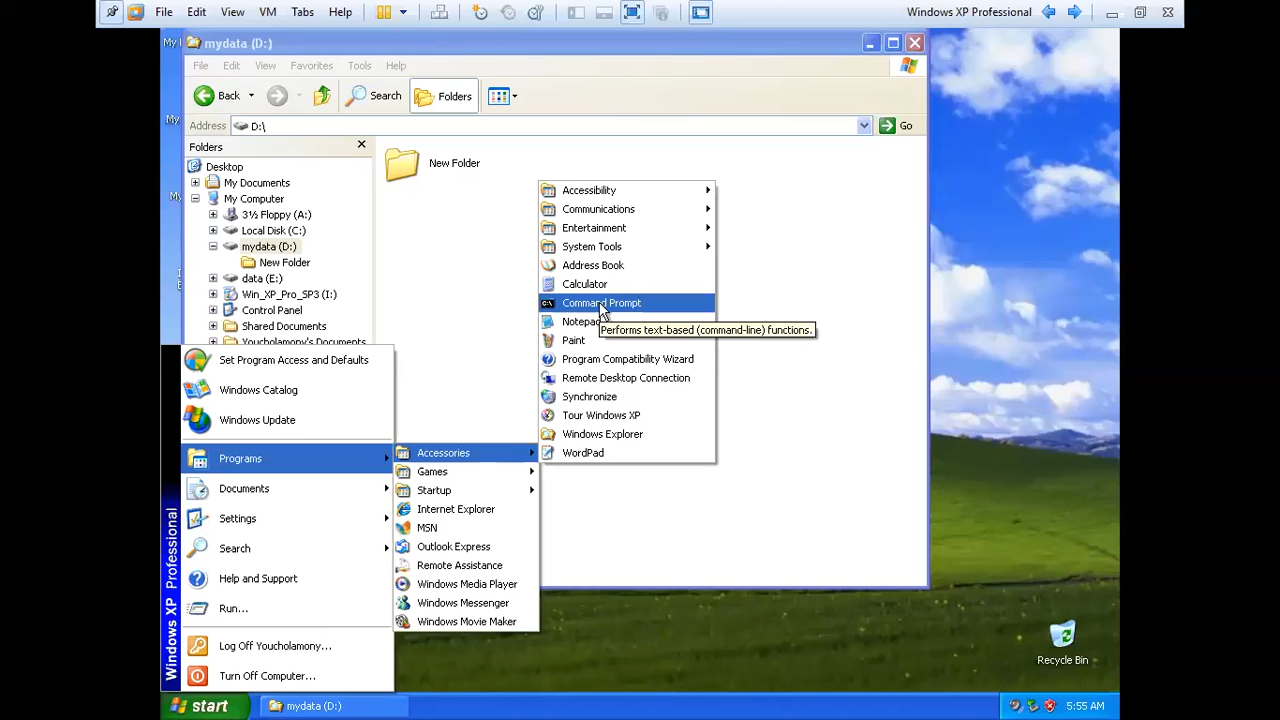 File Edit View VM Tabs Help Windows XP Professional
mydata (D:)
File Edit View Favorites Tools Help
Back Search Folders
Address D:\ Go
Folders
Desktop
My Documents
My Computer
3½ Floppy (A:)
Local Disk (C:)
mydata (D:)
New Folder
data (E:)
Win_XP_Pro_SP3 (I:)
Control Panel
Shared Documents
Youcholamony's Documents
New Folder
Set Program Access and Defaults
Windows Catalog
Windows Update
Programs
Documents
Settings
Search
Help and Support
Run...
Log Off Youcholamony...
Turn Off Computer...
Windows XP Professional
Accessories
Games
Startup
Internet Explorer
MSN
Outlook Express
Remote Assistance
Windows Media Player
Windows Messenger
Windows Movie Maker
Accessibility
Communications
Entertainment
System Tools
Address Book
Calculator
Command Prompt
Notepad
Performs text-based (command-line) functions.
Paint
Program Compatibility Wizard
Remote Desktop Connection
Synchronize
Tour Windows XP
Windows Explorer
WordPad
Recycle Bin
start mydata (D:) 5:55 AM